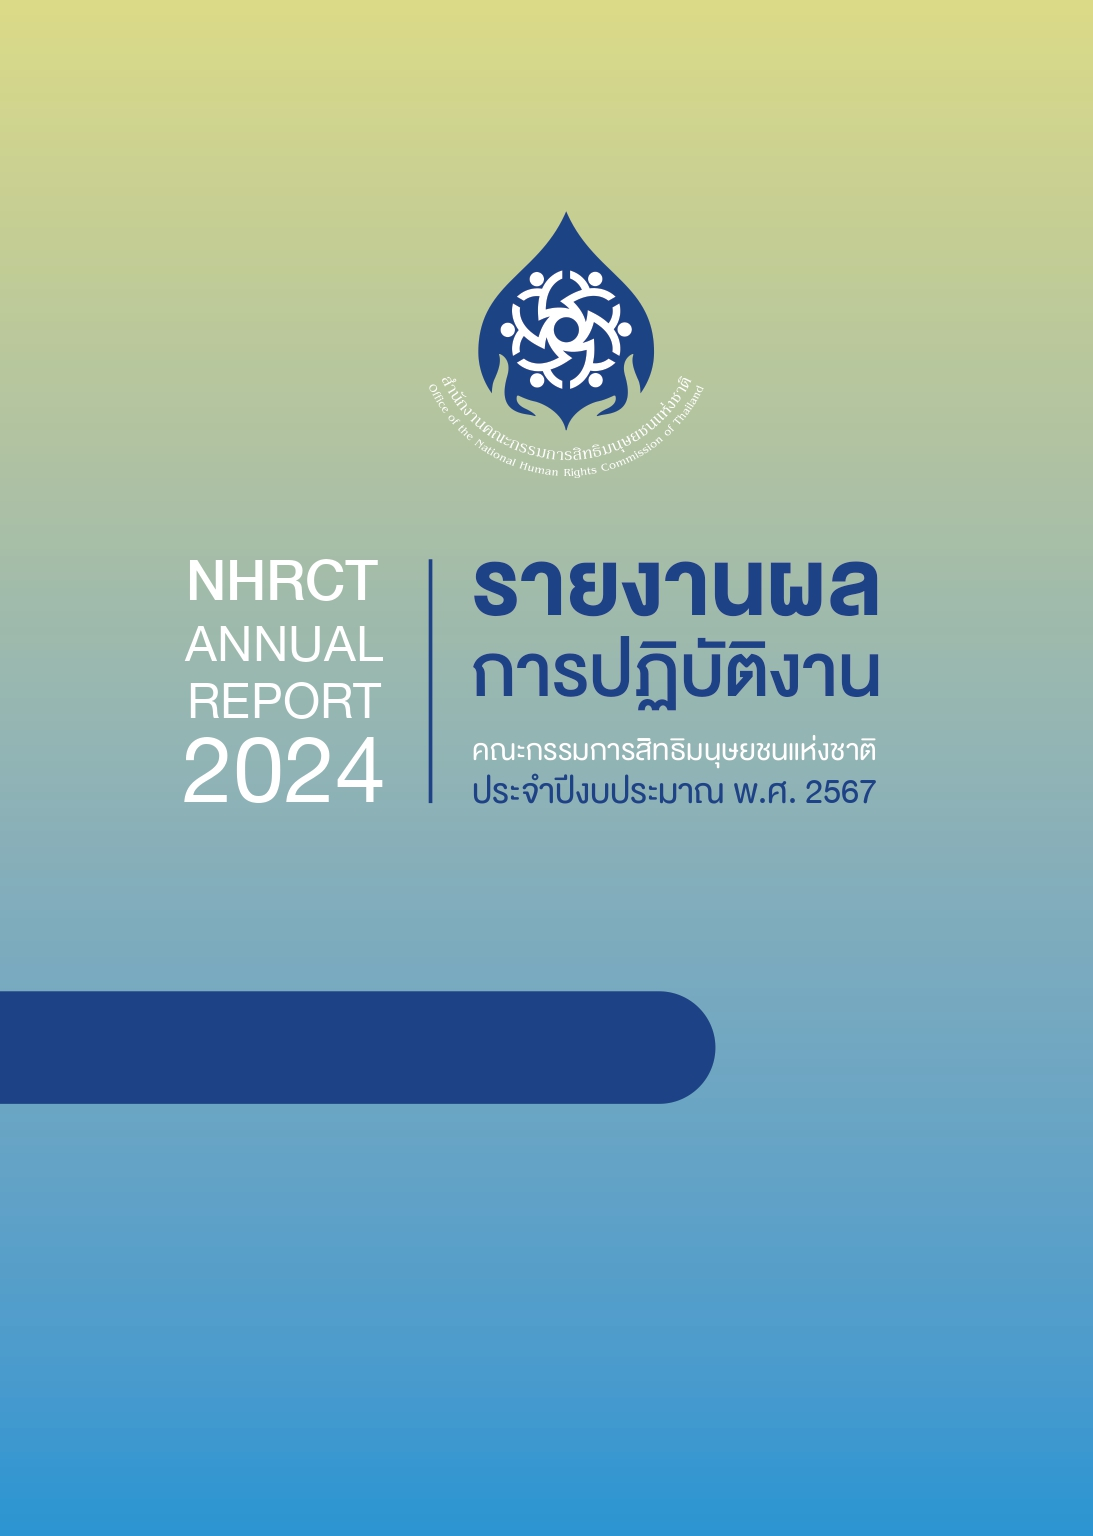 สำนักงานคณะกรรมการสิทธิมนุษยชนแห่งชาติ
Office of the National Human Rights Commission of Thailand
NHRCT
ANNUAL
REPORT
2024
รายงานผล
การปฏิบัติงาน
คณะกรรมการสิทธิมนุษยชนแห่งชาติ
ประจำปีงบประมาณ พ.ศ. 2567